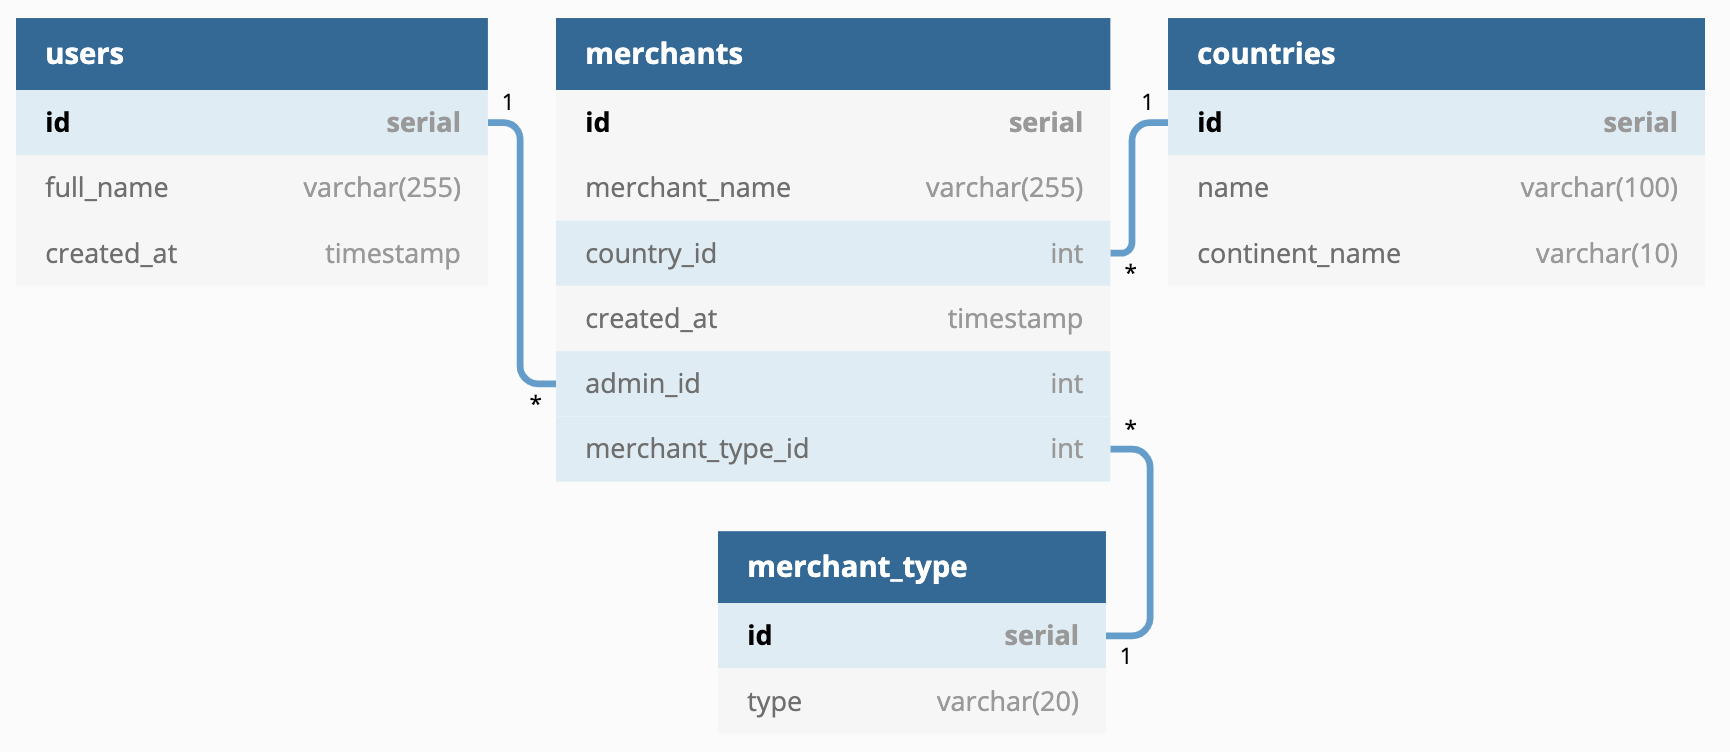 users
id serial
full_name varchar(255)
created_at timestamp
1
*
merchants
id serial
merchant_name varchar(255)
country_id int
created_at timestamp
admin_id int
merchant_type_id int
1
*
countries
id serial
name varchar(100)
continent_name varchar(10)
*
1
merchant_type
id serial
type varchar(20)